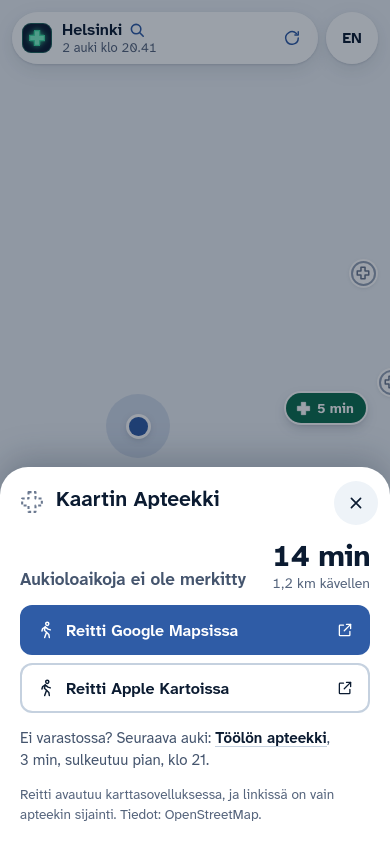 Helsinki
2 auki klo 20.41
EN
5 min
Kaartin Apteekki
14 min
Aukioloaikoja ei ole merkitty
1,2 km kävellen
Reitti Google Mapsissa
Reitti Apple Kartoissa
Ei varastossa? Seuraava auki: Töölön apteekki,
3 min, sulkeutuu pian, klo 21.
Reitti avautuu karttasovelluksessa, ja linkissä on vain
apteekin sijainti. Tiedot: OpenStreetMap.